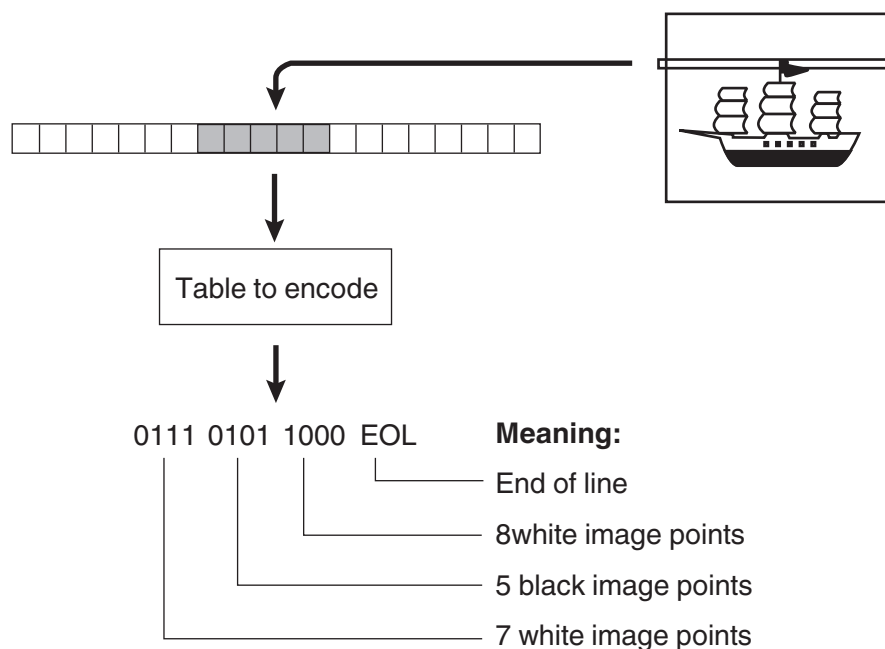 Table to encode
0111 0101 1000 EOL
Meaning:
End of line
8white image points
5 black image points
7 white image points